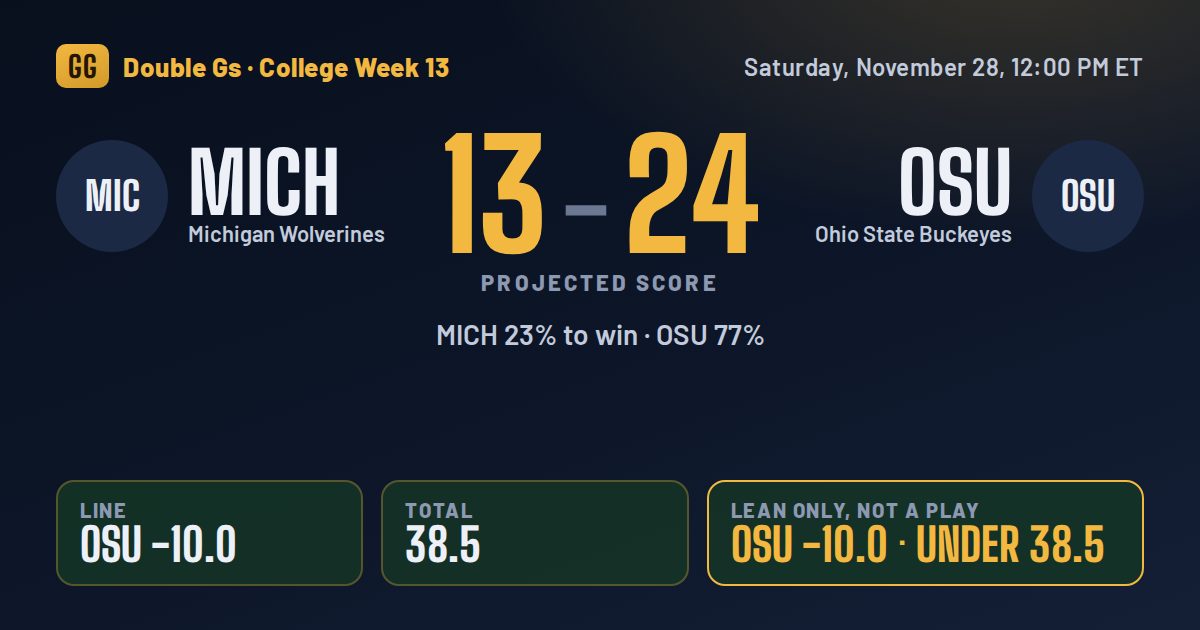 GG Double Gs · College Week 13
Saturday, November 28, 12:00 PM ET
MIC
MICH
Michigan Wolverines
13 – 24
PROJECTED SCORE
MICH 23% to win · OSU 77%
OSU
Ohio State Buckeyes
OSU
LINE
OSU −10.0
TOTAL
38.5
LEAN ONLY, NOT A PLAY
OSU −10.0 · UNDER 38.5